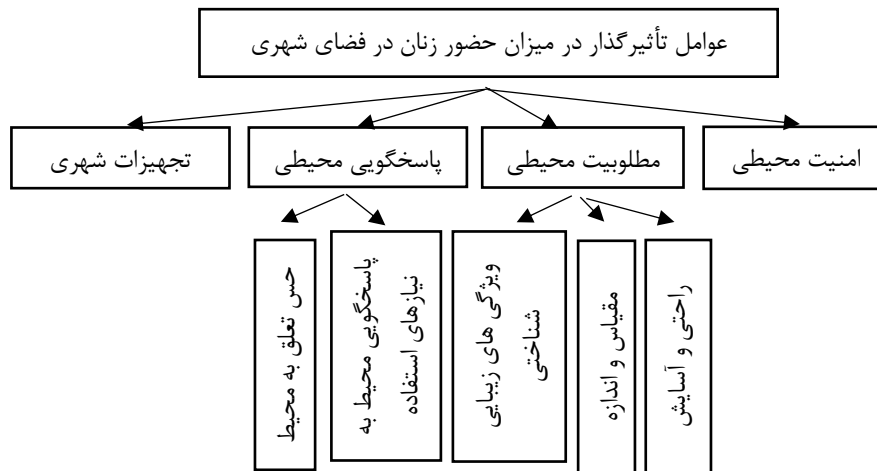 عوامل تأثیرگذار در میزان حضور زنان در فضای شهری
امنیت محیطی
مطلوبیت محیطی
پاسخگویی محیطی
تجهیزات شهری
راحتی و آسایش
مقیاس و اندازه
ویژگی های زیبایی
شناختی
پاسخگویی محیط به
نیازهای استفاده
حس تعلق به محیط